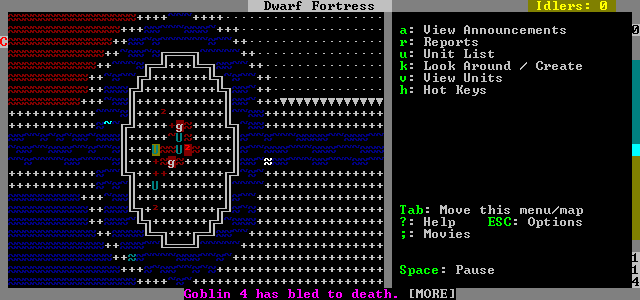 Dwarf Fortress
Idlers: 0
a: View Announcements
r: Reports
u: Unit List
k: Look Around / Create
v: View Units
h: Hot Keys
Tab: Move this menu/map
?: Help ESC: Options
;: Movies
Space: Pause
Goblin 4 has bled to death. [MORE]